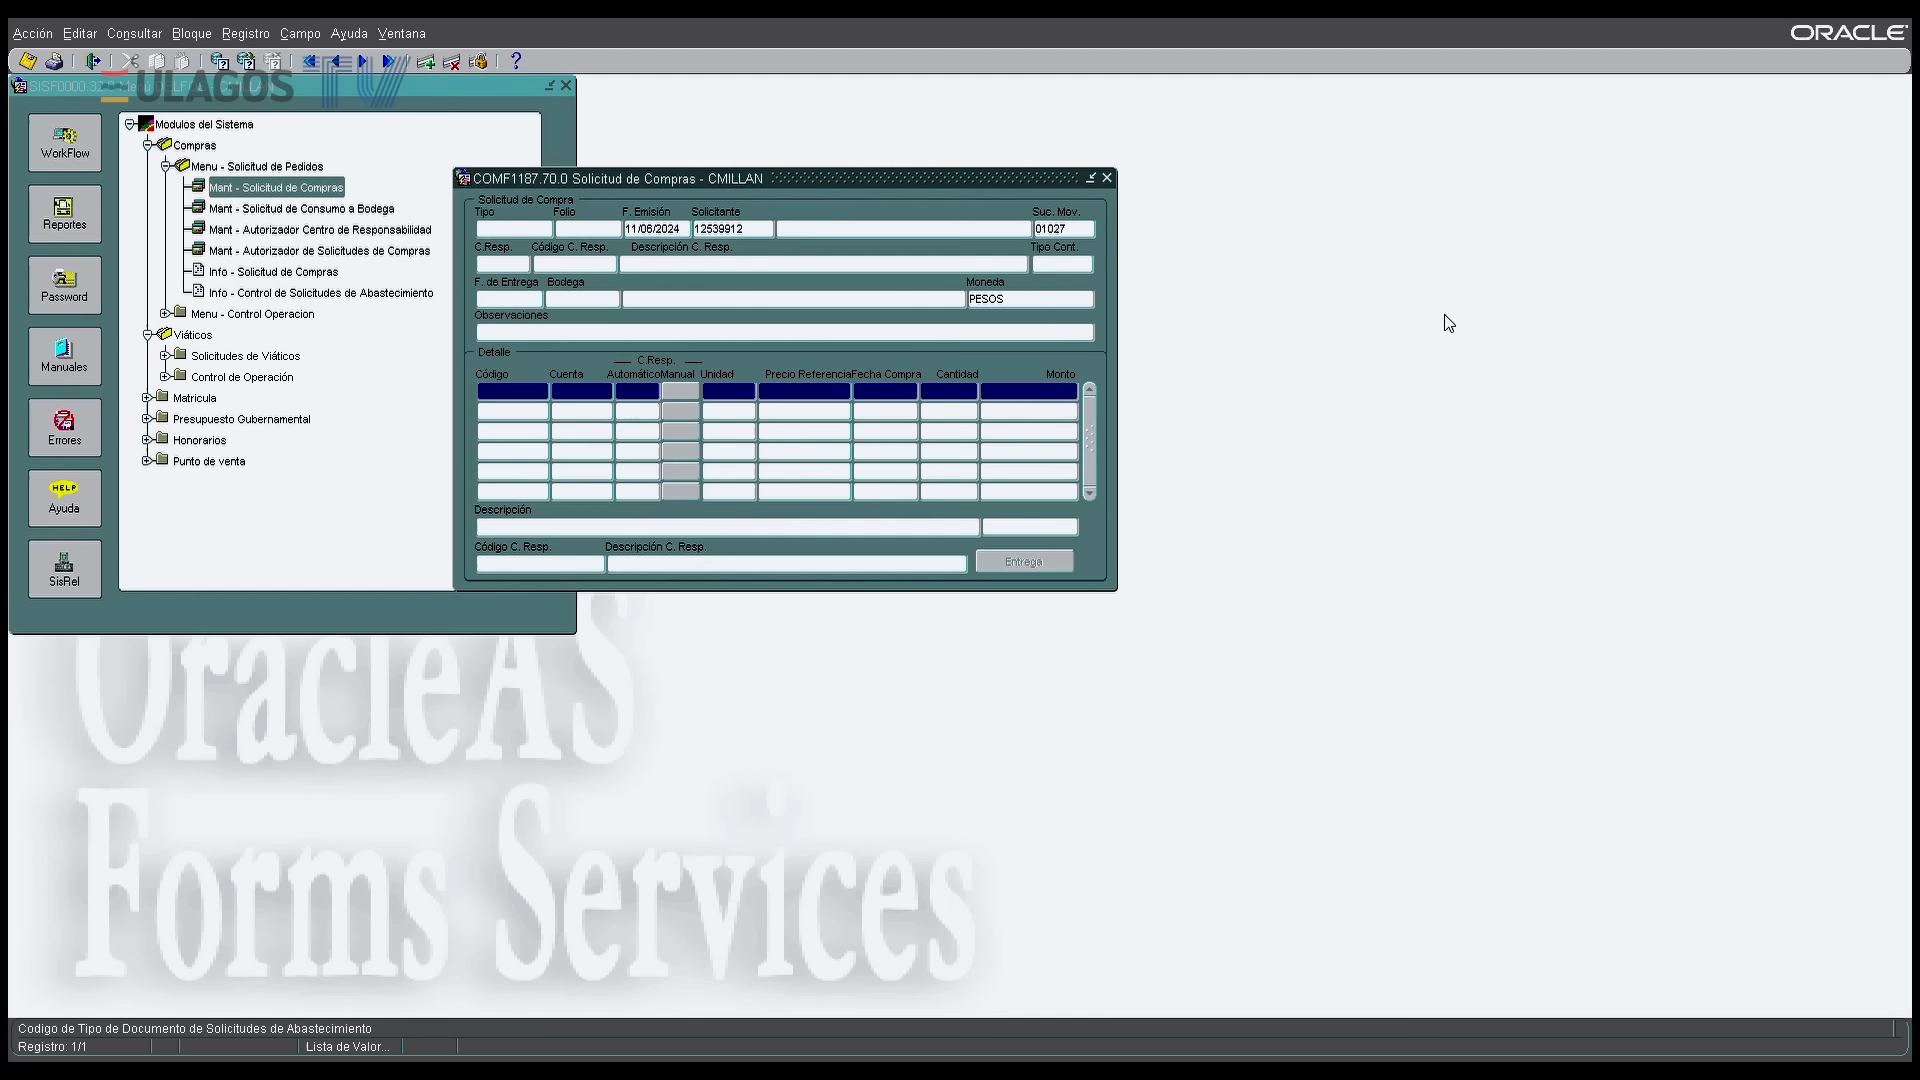 Acción Editar Consultar Bloque Registro Campo Ayuda Ventana
ORACLE
ULAGOS TV
WorkFlow
Reportes
Password
Manuales
Errores
HELP
Ayuda
SisRel
Modulos del Sistema
Compras
Menu - Solicitud de Pedidos
Mant - Solicitud de Compras
Mant - Solicitud de Consumo a Bodega
Mant - Autorizador Centro de Responsabilidad
Mant - Autorizador de Solicitudes de Compras
Info - Solicitud de Compras
Info - Control de Solicitudes de Abastecimiento
Menu - Control Operacion
Viáticos
Solicitudes de Viáticos
Control de Operación
Matricula
Presupuesto Gubernamental
Honorarios
Punto de venta
COMF1187.70.0 Solicitud de Compras - CMILLAN
Solicitud de Compra
Tipo Folio F. Emisión Solicitante Suc. Mov.
11/06/2024 12539912 01027
C.Resp. Código C. Resp. Descripción C. Resp. Tipo Cont.
F. de Entrega Bodega Moneda
PESOS
Observaciones
Detalle
C.Resp.
Código Cuenta Automático Manual Unidad Precio Referencia Fecha Compra Cantidad Monto
Descripción
Código C. Resp. Descripción C. Resp.
Entrega
OracleAS
Forms Services
Codigo de Tipo de Documento de Solicitudes de Abastecimiento
Registro: 1/1 Lista de Valor...